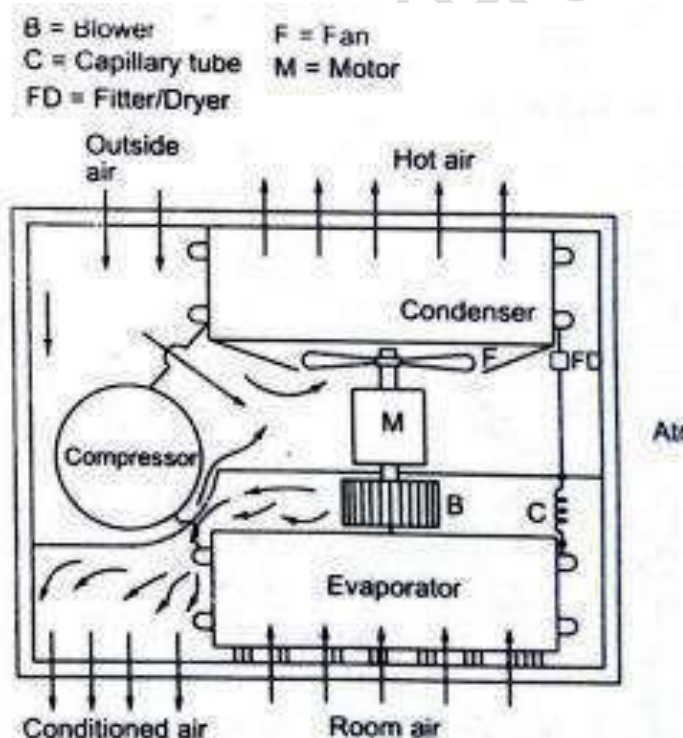 B = Blower
F = Fan
C = Capillary tube
M = Motor
FD = Fitter/Dryer
Outside
air
Hot air
Condenser
F
FD
M
Compressor
B
C
Evaporator
Conditioned air
Room air